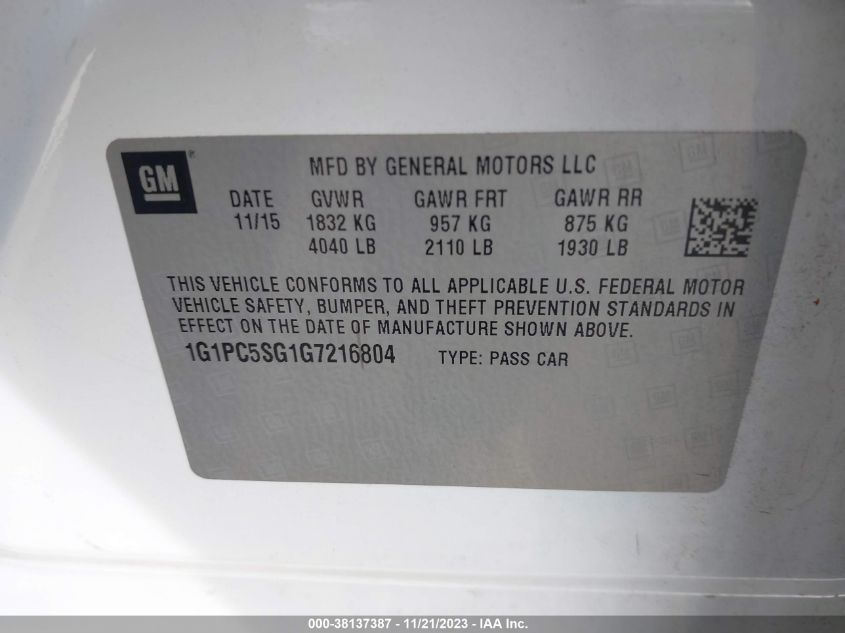 GM
MFD BY GENERAL MOTORS LLC
DATE GVWR GAWR FRT GAWR RR
11/15 1832 KG 957 KG 875 KG
4040 LB 2110 LB 1930 LB
THIS VEHICLE CONFORMS TO ALL APPLICABLE U.S. FEDERAL MOTOR
VEHICLE SAFETY, BUMPER, AND THEFT PREVENTION STANDARDS IN
EFFECT ON THE DATE OF MANUFACTURE SHOWN ABOVE.
1G1PC5SG1G7216804 TYPE: PASS CAR
000-38137387 - 11/21/2023 - IAA Inc.